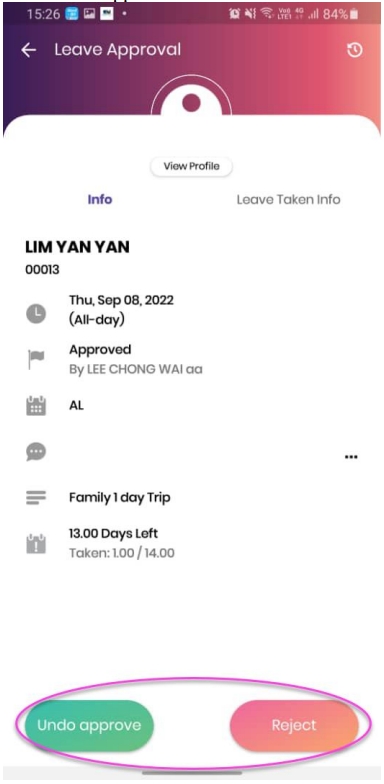 15:26
84%
Leave Approval
View Profile
Info
Leave Taken Info
LIM YAN YAN
00013
Thu, Sep 08, 2022
(All-day)
Approved
By LEE CHONG WAI aa
AL
...
Family 1 day Trip
13.00 Days Left
Taken: 1.00 / 14.00
Undo approve
Reject